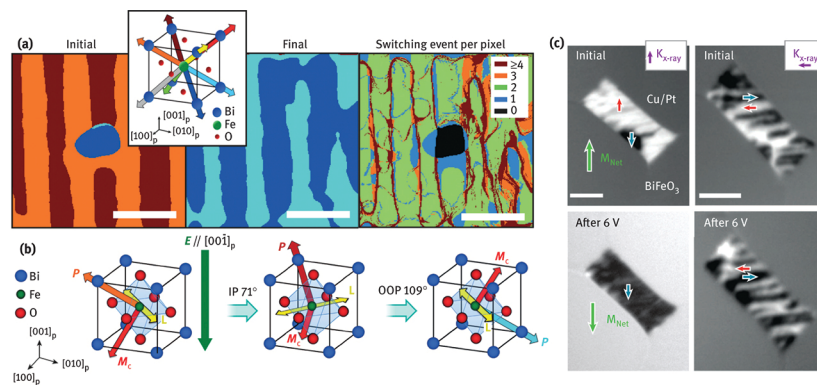 (a)
Initial
Final
Switching event per pixel
Bi
Fe
O
[001]p
[010]p
[100]p
≥4
3
2
1
0
(b)
Bi
Fe
O
[001]p
[010]p
[100]p
P
L
Mc
E // [001̄]p
IP 71°
P
L
Mc
OOP 109°
Mc
L
P
(c)
Initial
Kx-ray
Cu/Pt
MNet
BiFeO3
Initial
Kx-ray
After 6 V
MNet
After 6 V